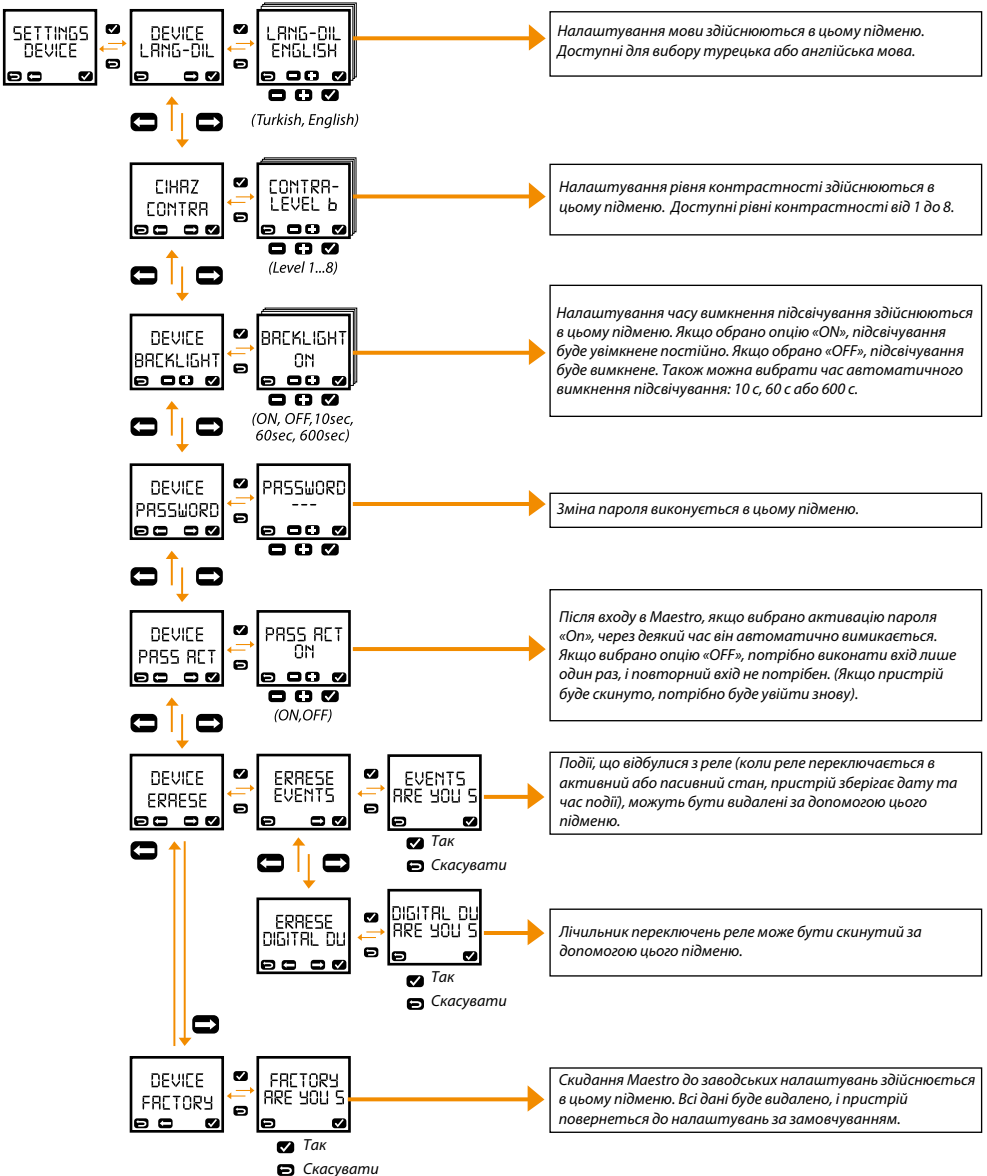 SETTINGS
DEVICE
DEVICE
LANG-DIL
LANG-DIL
ENGLISH
(Turkish, English)
Налаштування мови здійснюються в цьому підменю.
Доступні для вибору турецька або англійська мова.
CIHAZ
CONTRA
CONTRA-
LEVEL 6
(Level 1...8)
Налаштування рівня контрастності здійснюються в
цьому підменю. Доступні рівні контрастності від 1 до 8.
DEVICE
BACKLIGHT
BACKLIGHT
ON
(ON, OFF,10sec,
60sec, 600sec)
Налаштування часу вимкнення підсвічування здійснюються
в цьому підменю. Якщо обрано опцію «ON», підсвічування
буде увімкнене постійно. Якщо обрано «OFF», підсвічування
буде вимкнене. Також можна вибрати час автоматичного
вимкнення підсвічування: 10 с, 60 с або 600 с.
DEVICE
PASSWORD
PASSWORD
---
Зміна пароля виконується в цьому підменю.
DEVICE
PASS ACT
PASS ACT
ON
(ON,OFF)
Після входу в Maestro, якщо вибрано активацію пароля
«On», через деякий час він автоматично вимикається.
Якщо вибрано опцію «OFF», потрібно виконати вхід лише
один раз, і повторний вхід не потрібен. (Якщо пристрій
буде скинуто, потрібно буде увійти знову).
DEVICE
ERAESE
ERAESE
EVENTS
EVENTS
ARE YOU S
Так
Скасувати
Події, що відбулися з реле (коли реле переключається в
активний або пасивний стан, пристрій зберігає дату та
час події), можуть бути видалені за допомогою цього
підменю.
ERAESE
DIGITAL DU
DIGITAL DU
ARE YOU S
Так
Скасувати
Лічильник переключень реле може бути скинутий за
допомогою цього підменю.
DEVICE
FACTORY
FACTORY
ARE YOU S
Так
Скасувати
Скидання Maestro до заводських налаштувань здійснюється
в цьому підменю. Всі дані буде видалено, і пристрій
повернеться до налаштувань за замовчуванням.